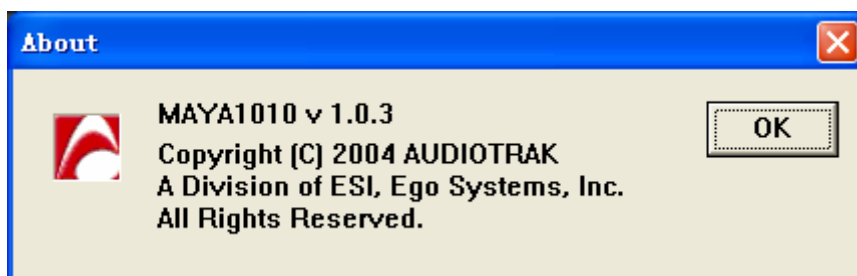 About
MAYA1010 v 1.0.3
Copyright (C) 2004 AUDIOTRAK
A Division of ESI, Ego Systems, Inc.
All Rights Reserved.
OK